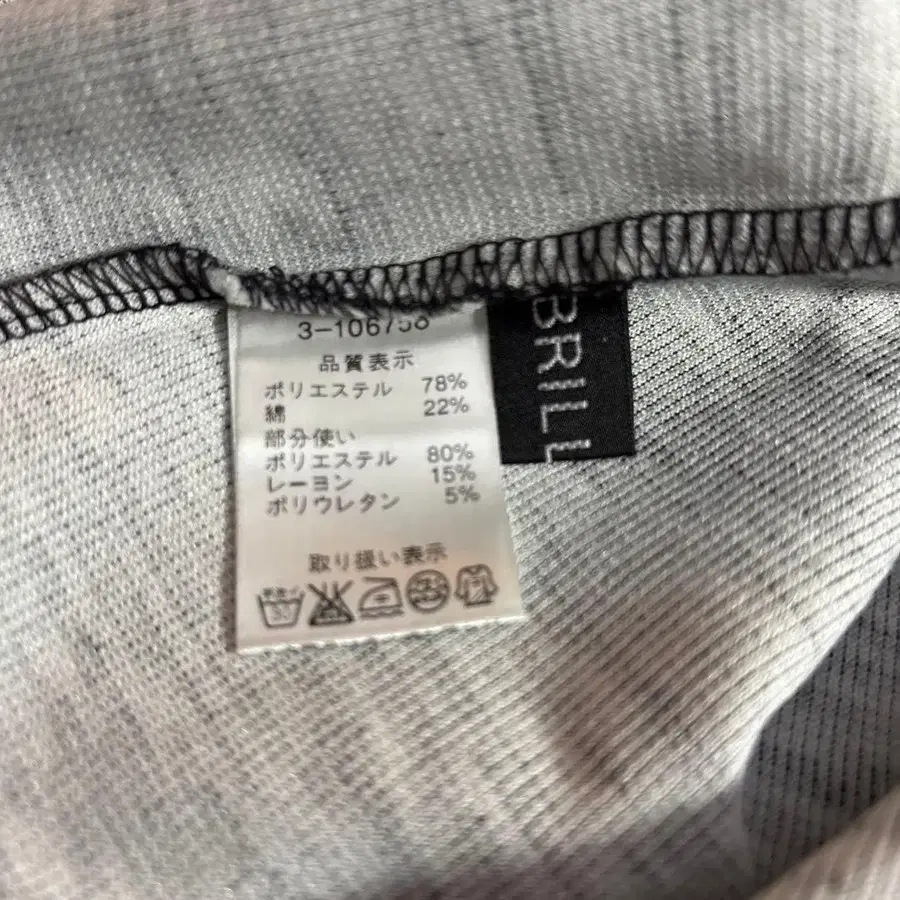 3-106758
品質表示
ポリエステル 78%
綿 22%
部分使い
ポリエステル 80%
レーヨン 15%
ポリウレタン 5%
取り扱い表示
BRILL